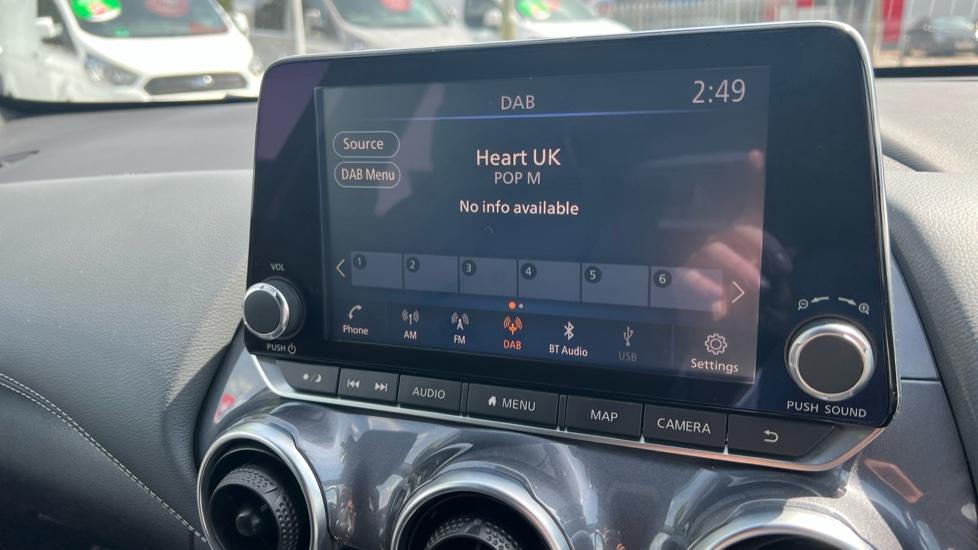 DAB
2:49
Source
Heart UK
DAB Menu
POP M
No info available
1 2 3 4 5 6
VOL
Phone AM FM DAB BT Audio USB Settings
PUSH
PUSH SOUND
AUDIO MENU MAP CAMERA